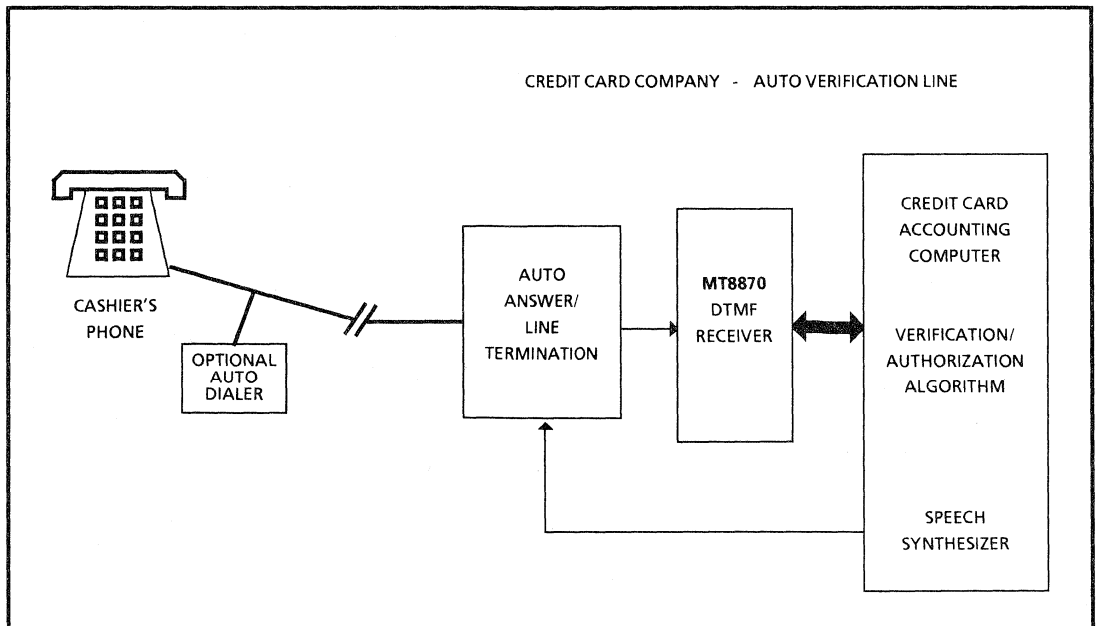 CREDIT CARD COMPANY - AUTO VERIFICATION LINE
CASHIER'S
PHONE
OPTIONAL
AUTO
DIALER
AUTO
ANSWER/
LINE
TERMINATION
MT8870
DTMF
RECEIVER
CREDIT CARD
ACCOUNTING
COMPUTER
VERIFICATION/
AUTHORIZATION
ALGORITHM
SPEECH
SYNTHESIZER